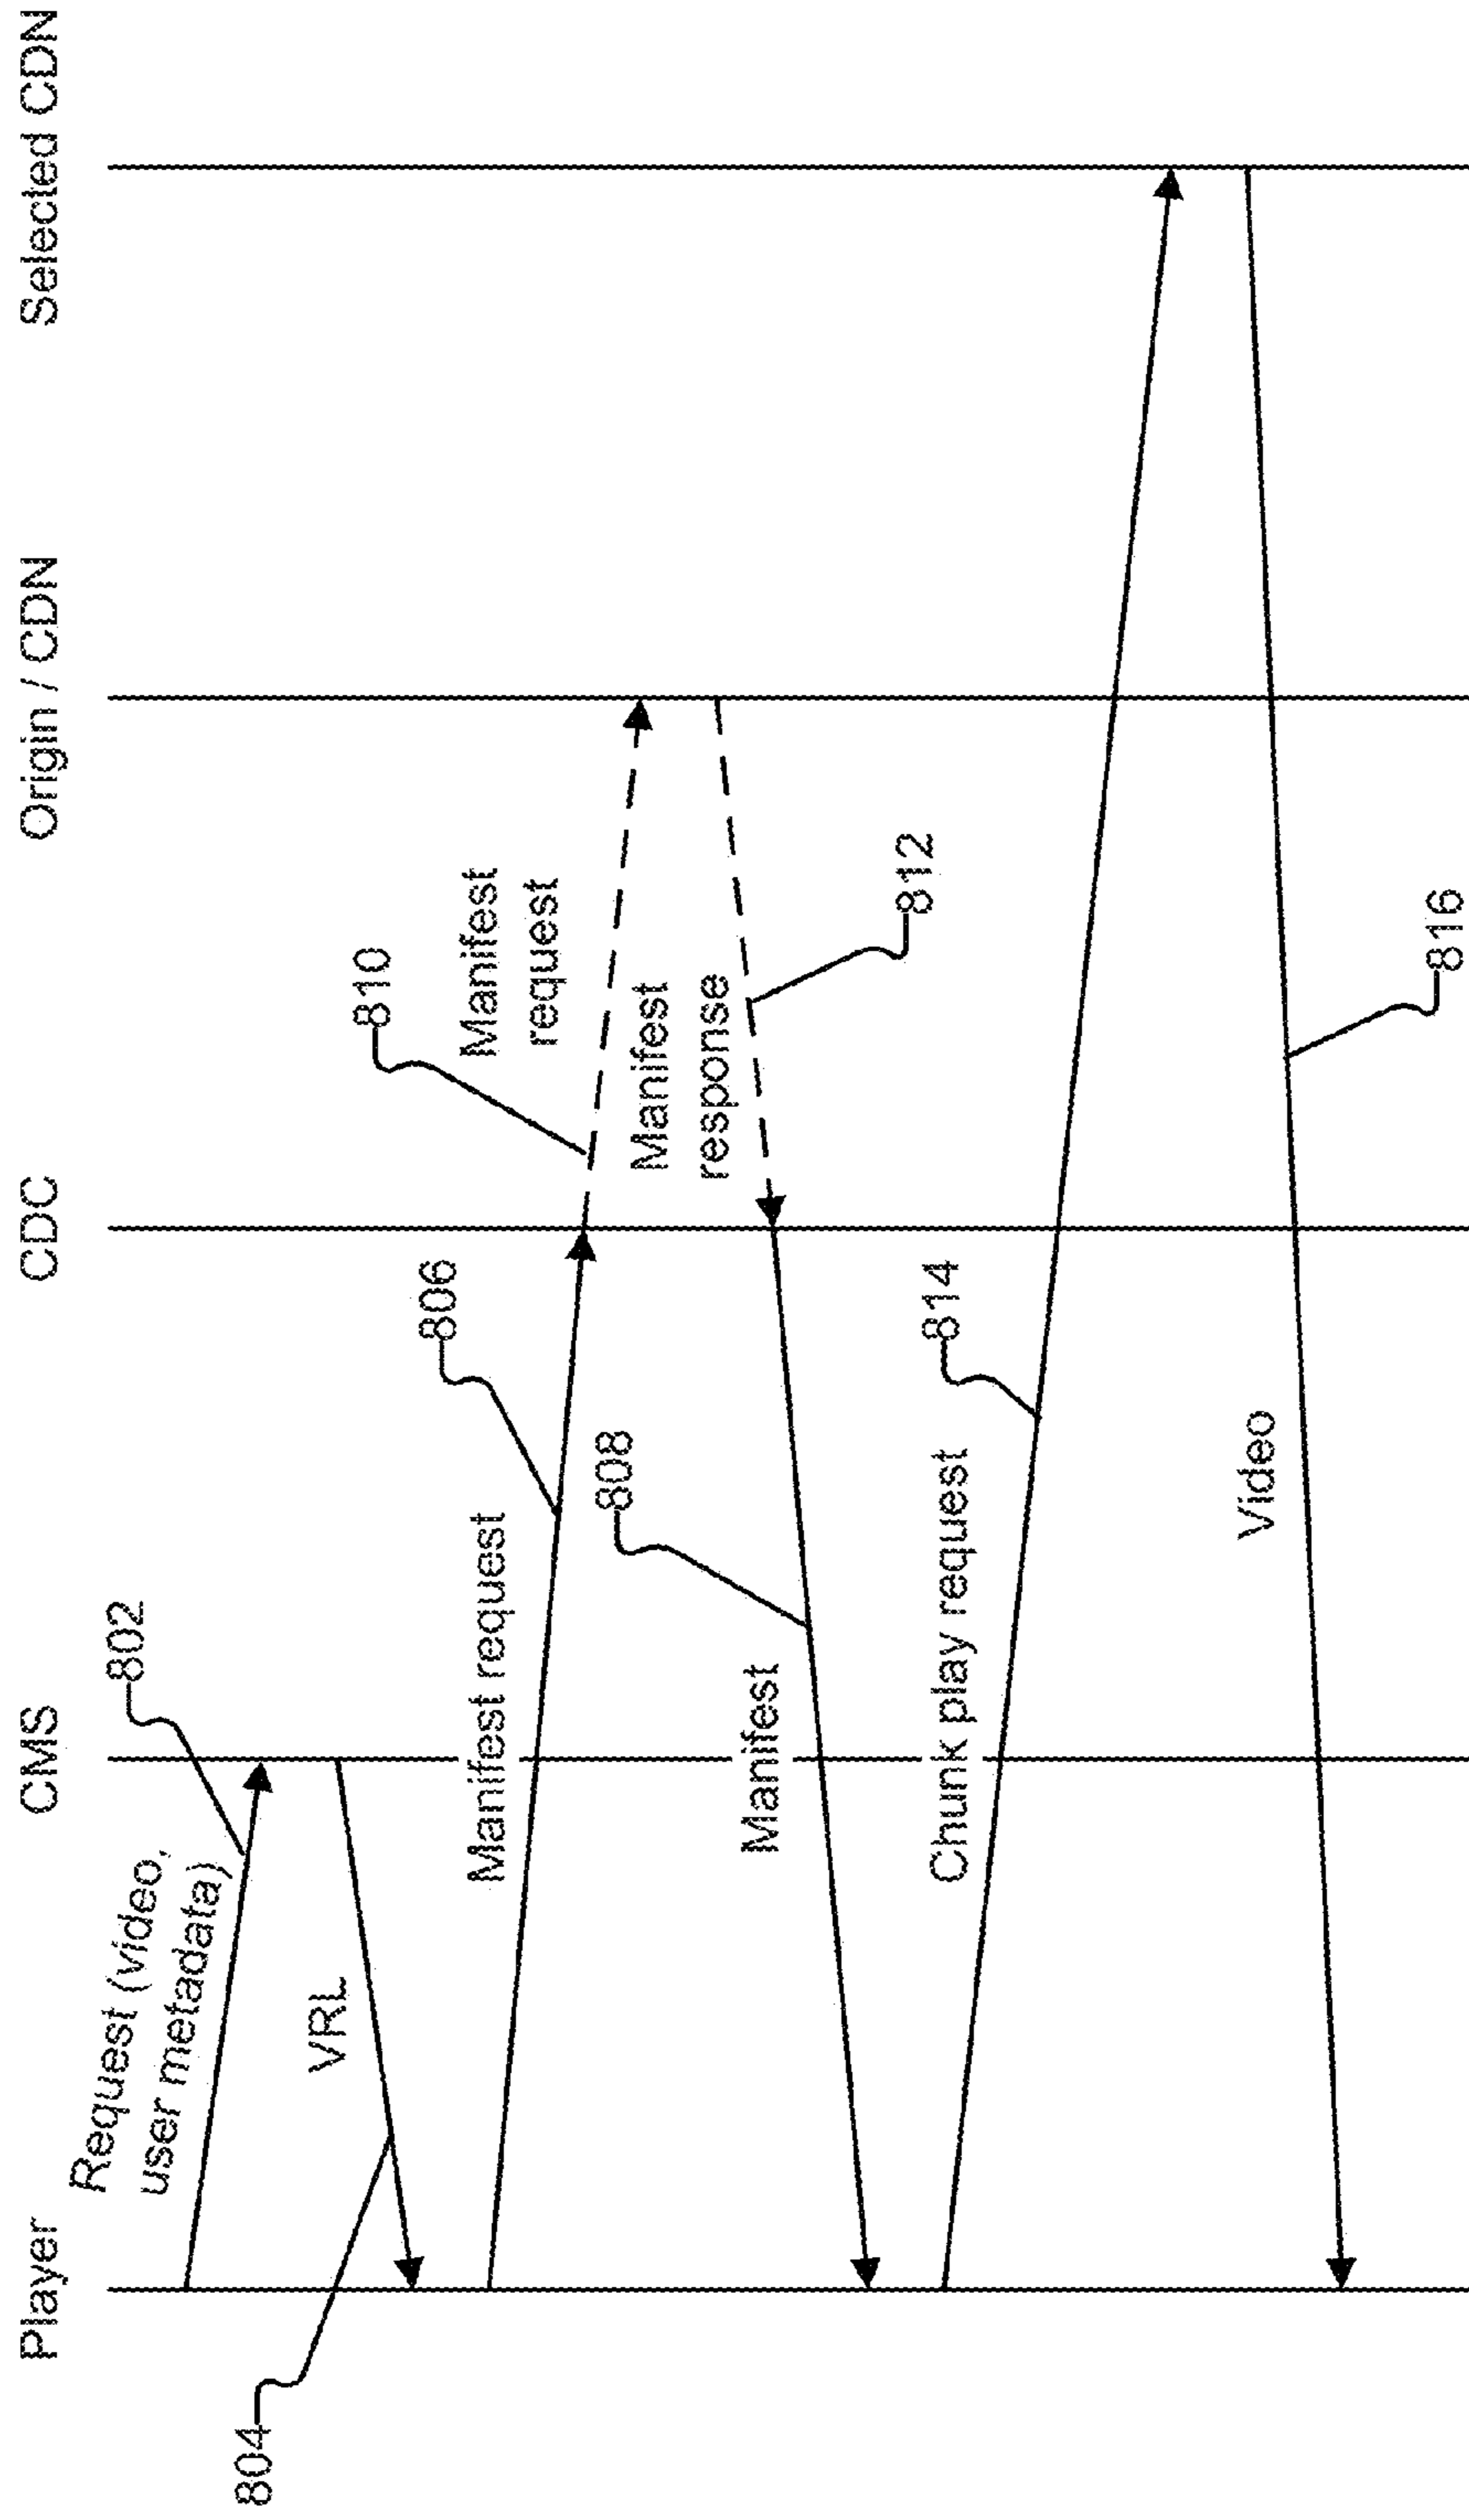 Player
CMS
CDC
Origin / CDN
Selected CDN
Request (video,
user metadata)
802
VRL
804
Manifest request
806
810
Manifest
request
Manifest
response
812
Manifest
808
Chunk play request
814
Video
816